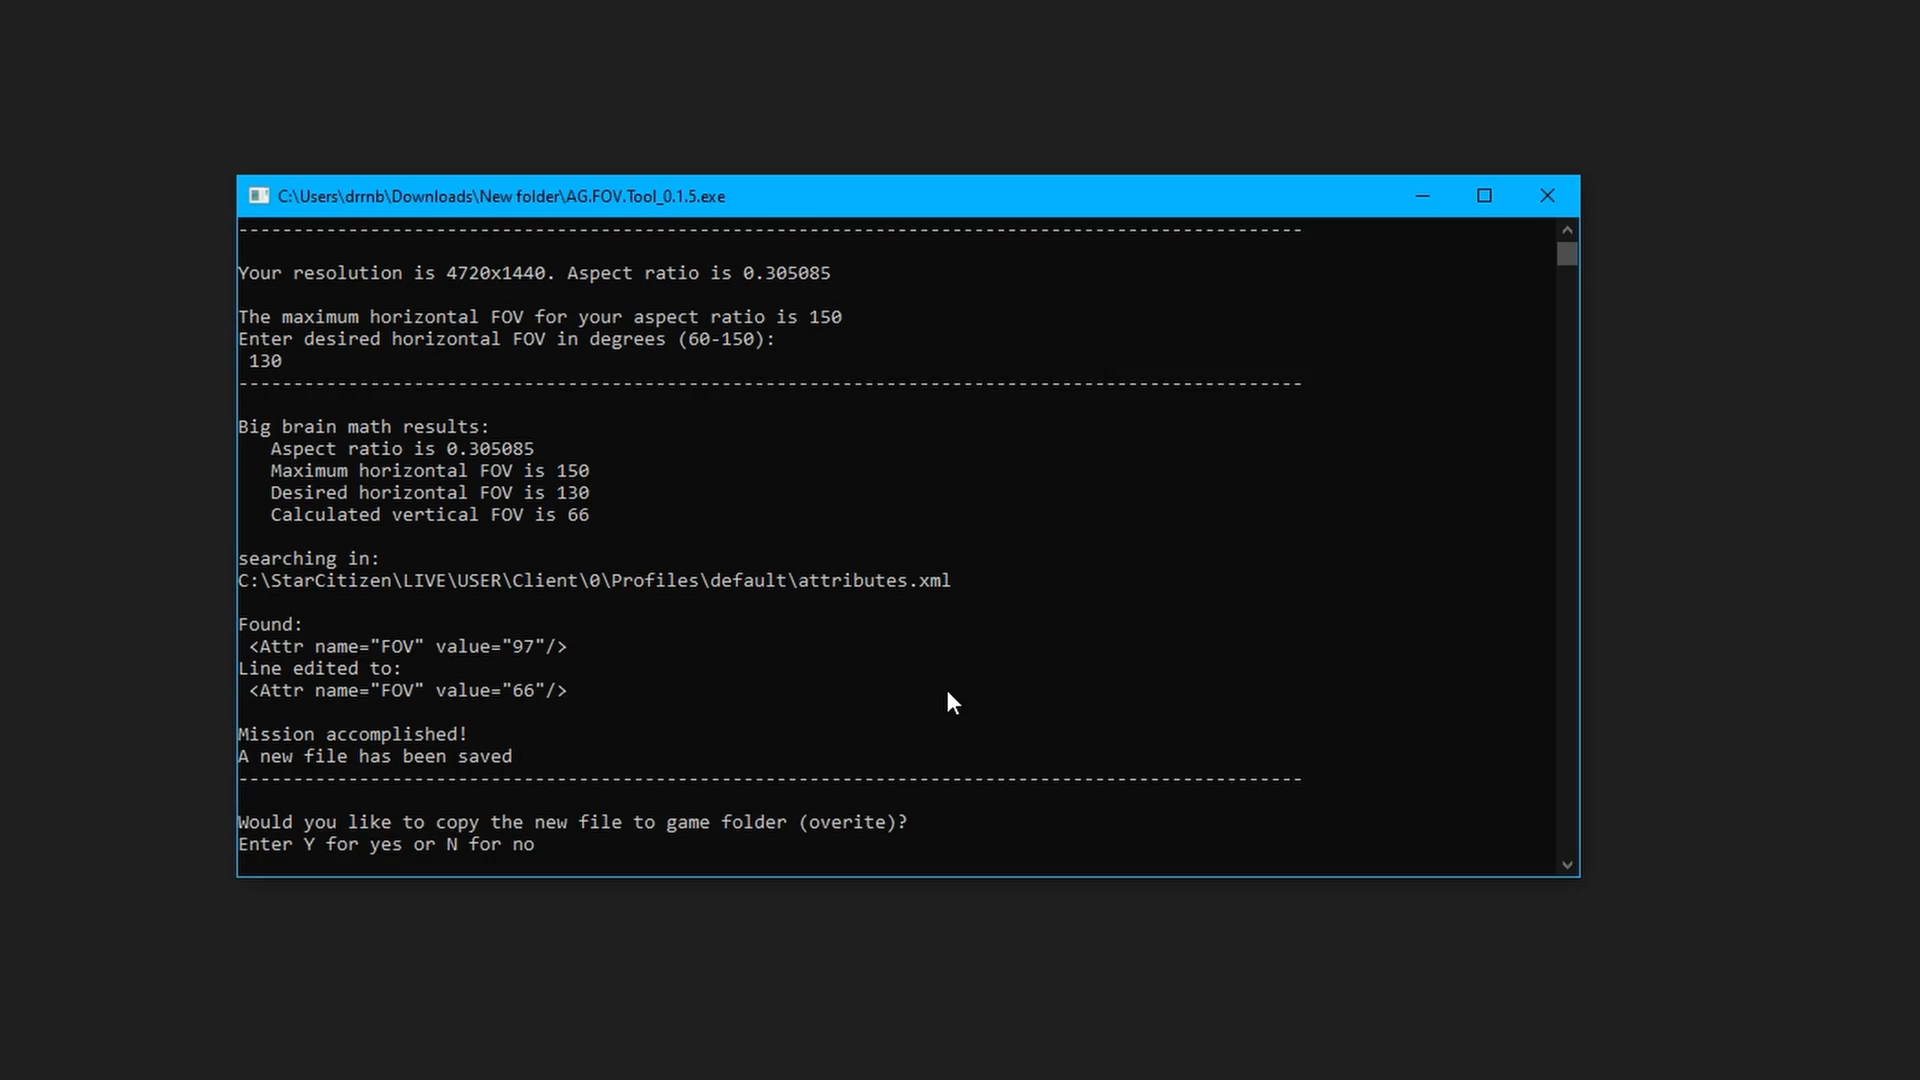 C:\Users\drrnb\Downloads\New folder\AG.FOV.Tool_0.1.5.exe
-------------------------------------------------------------------------------------------------
Your resolution is 4720x1440. Aspect ratio is 0.305085
The maximum horizontal FOV for your aspect ratio is 150
Enter desired horizontal FOV in degrees (60-150):
130
-------------------------------------------------------------------------------------------------
Big brain math results:
Aspect ratio is 0.305085
Maximum horizontal FOV is 150
Desired horizontal FOV is 130
Calculated vertical FOV is 66
searching in:
C:\StarCitizen\LIVE\USER\Client\0\Profiles\default\attributes.xml
Found:
<Attr name="FOV" value="97"/>
Line edited to:
<Attr name="FOV" value="66"/>
Mission accomplished!
A new file has been saved
-------------------------------------------------------------------------------------------------
Would you like to copy the new file to game folder (overite)?
Enter Y for yes or N for no